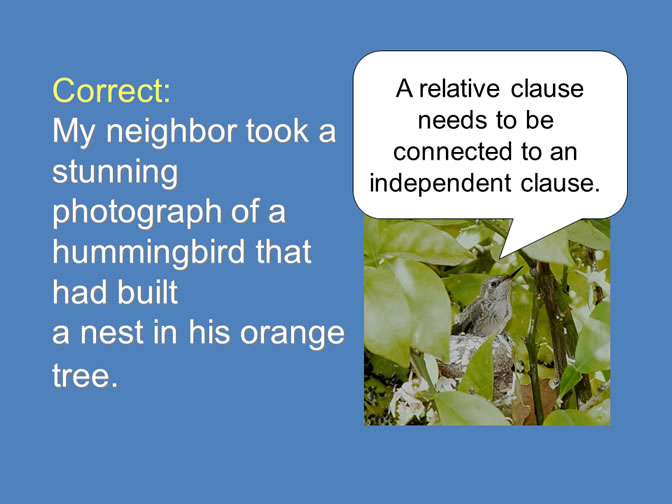 Correct:
My neighbor took a
stunning
photograph of a
hummingbird that
had built
a nest in his orange
tree.
A relative clause
needs to be
connected to an
independent clause.